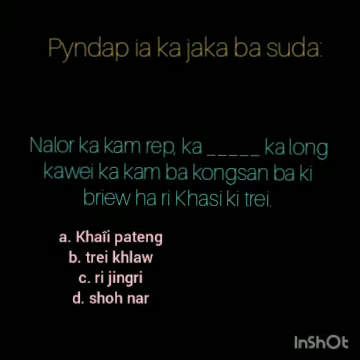 Pyndap ia ka jaka ba suda:
Nalor ka kam rep, ka _____ ka long
kawei ka kam ba kongsan ba ki
briew ha ri Khasi ki trei.
a. Khaïi pateng
b. trei khlaw
c. ri jingri
d. shoh nar
InShOt